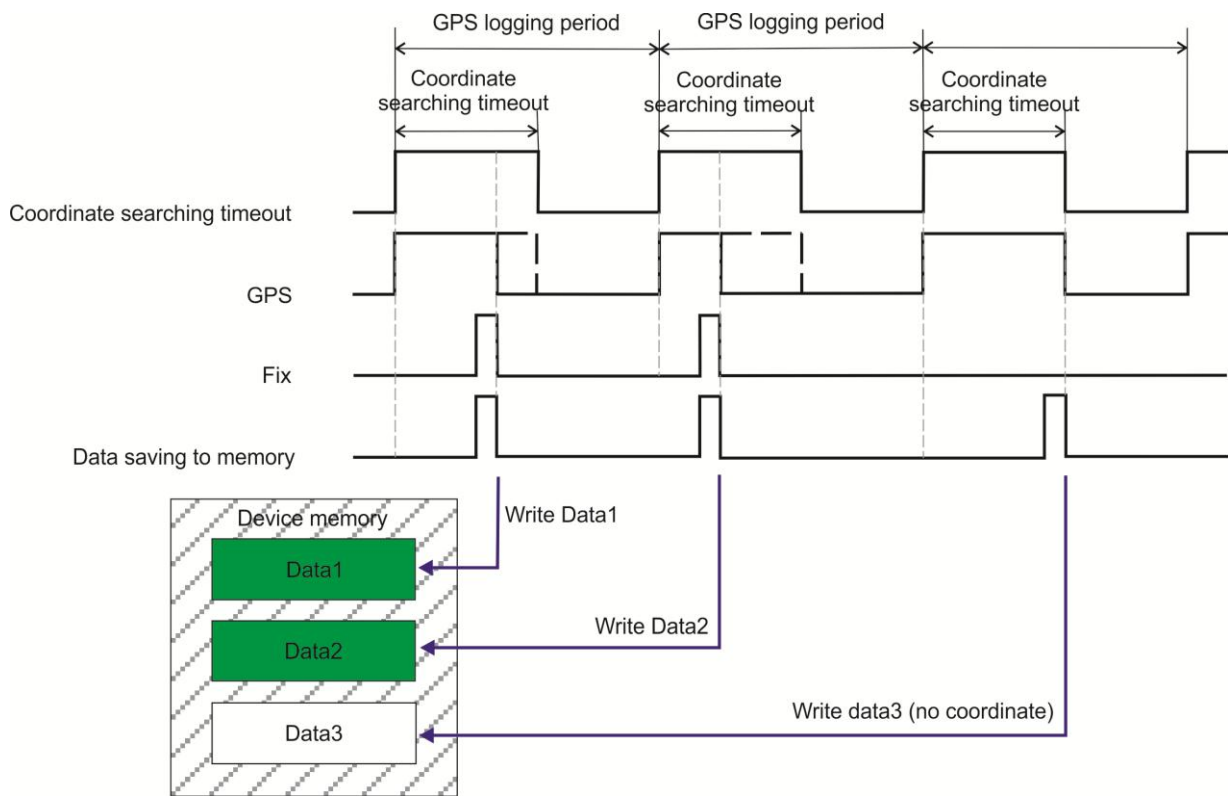 GPS logging period
GPS logging period
Coordinate
searching timeout
Coordinate
searching timeout
Coordinate
searching timeout
Coordinate searching timeout
GPS
Fix
Data saving to memory
Device memory
Write Data1
Data1
Write Data2
Data2
Write data3 (no coordinate)
Data3